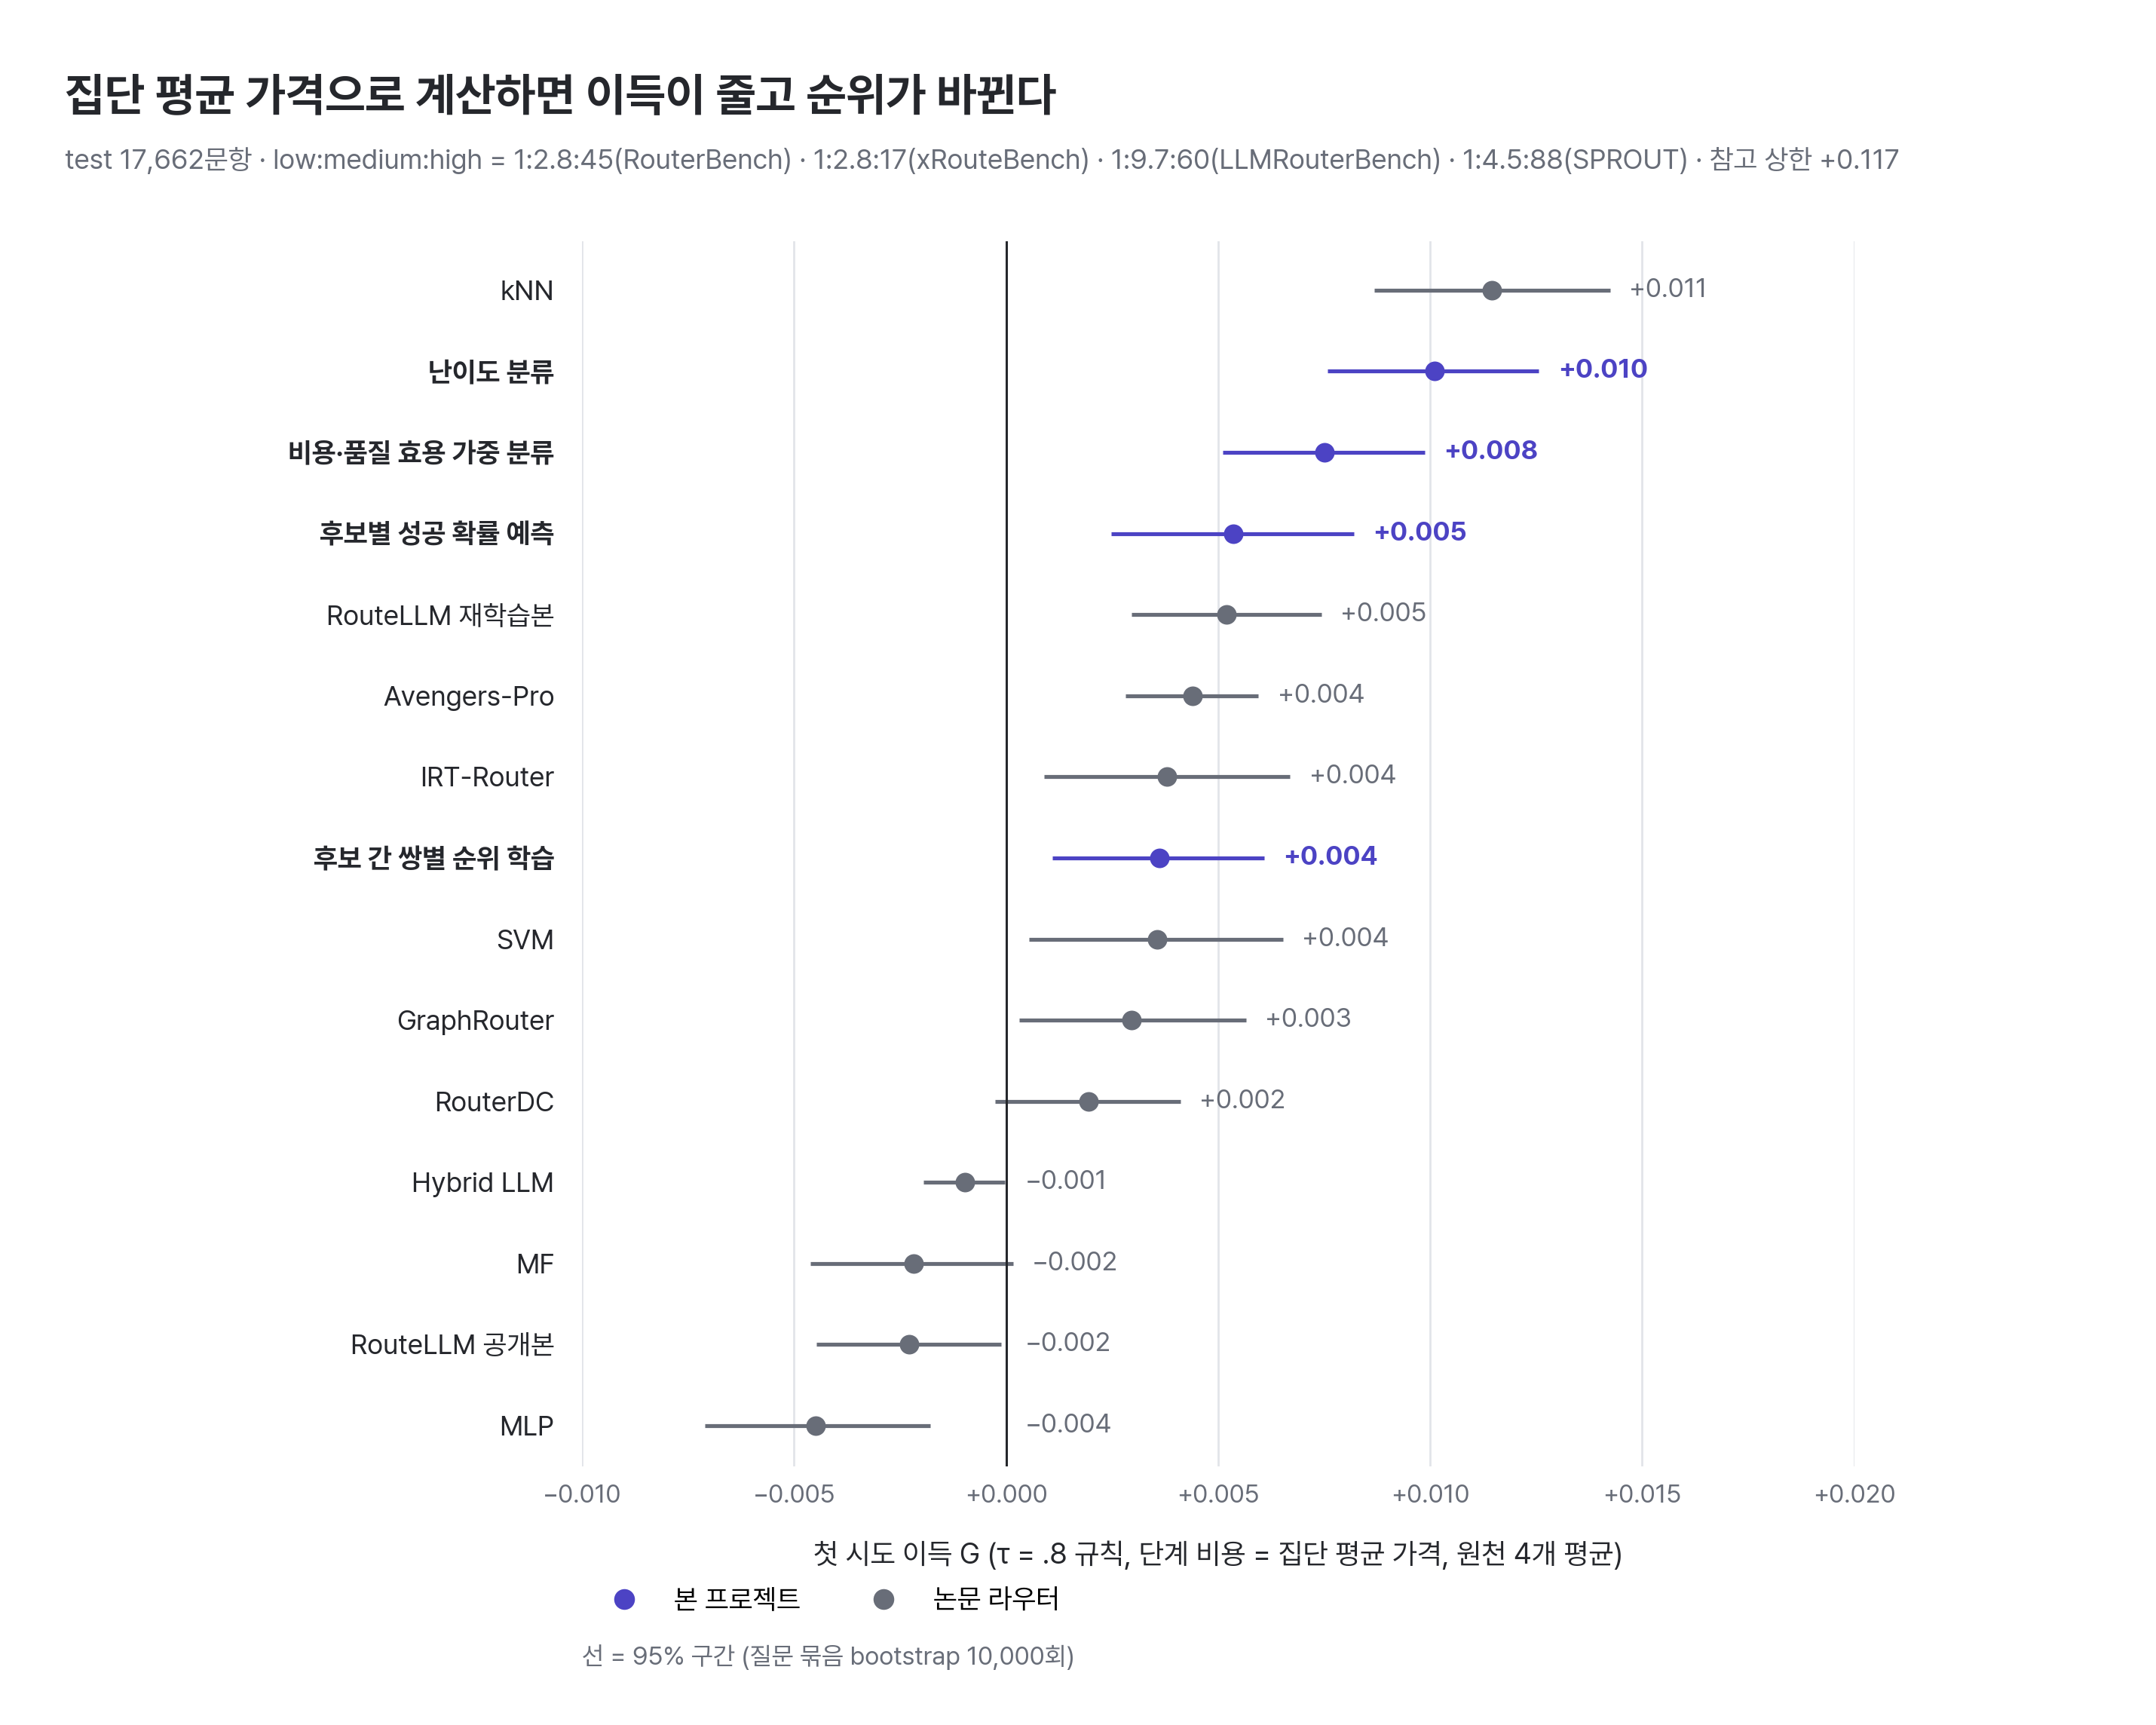 집단 평균 가격으로 계산하면 이득이 줄고 순위가 바뀐다
test 17,662문항 · low:medium:high = 1:2.8:45(RouterBench) · 1:2.8:17(xRouteBench) · 1:9.7:60(LLMRouterBench) · 1:4.5:88(SPROUT) · 참고 상한 +0.117
kNN +0.011
난이도 분류 +0.010
비용·품질 효용 가중 분류 +0.008
후보별 성공 확률 예측 +0.005
RouteLLM 재학습본 +0.005
Avengers-Pro +0.004
IRT-Router +0.004
후보 간 쌍별 순위 학습 +0.004
SVM +0.004
GraphRouter +0.003
RouterDC +0.002
Hybrid LLM −0.001
MF −0.002
RouteLLM 공개본 −0.002
MLP −0.004
−0.010 −0.005 +0.000 +0.005 +0.010 +0.015 +0.020
첫 시도 이득 G (τ = .8 규칙, 단계 비용 = 집단 평균 가격, 원천 4개 평균)
본 프로젝트 논문 라우터
선 = 95% 구간 (질문 묶음 bootstrap 10,000회)